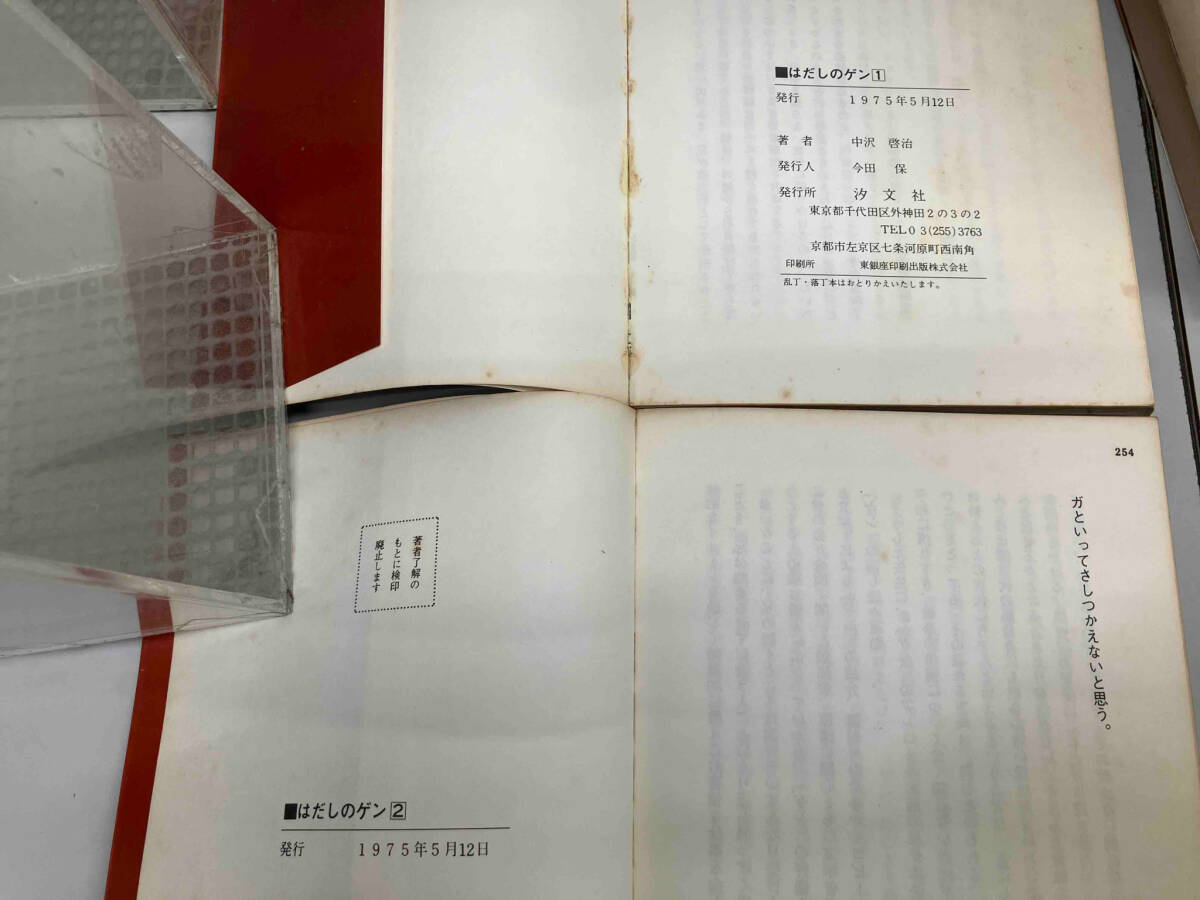 ■はだしのゲン1
発行 1975年5月12日
著者 中沢 啓治
発行人 今田 保
発行所 汐文社
東京都千代田区外神田2の3の2
TEL03(255)3763
京都市左京区七条河原町西南角
印刷所 東銀座印刷出版株式会社
乱丁・落丁本はおとりかえいたします。
254
ガといってさしつかえないと思う。
著者了解の
もとに検印
廃止します
■はだしのゲン2
発行 1975年5月12日